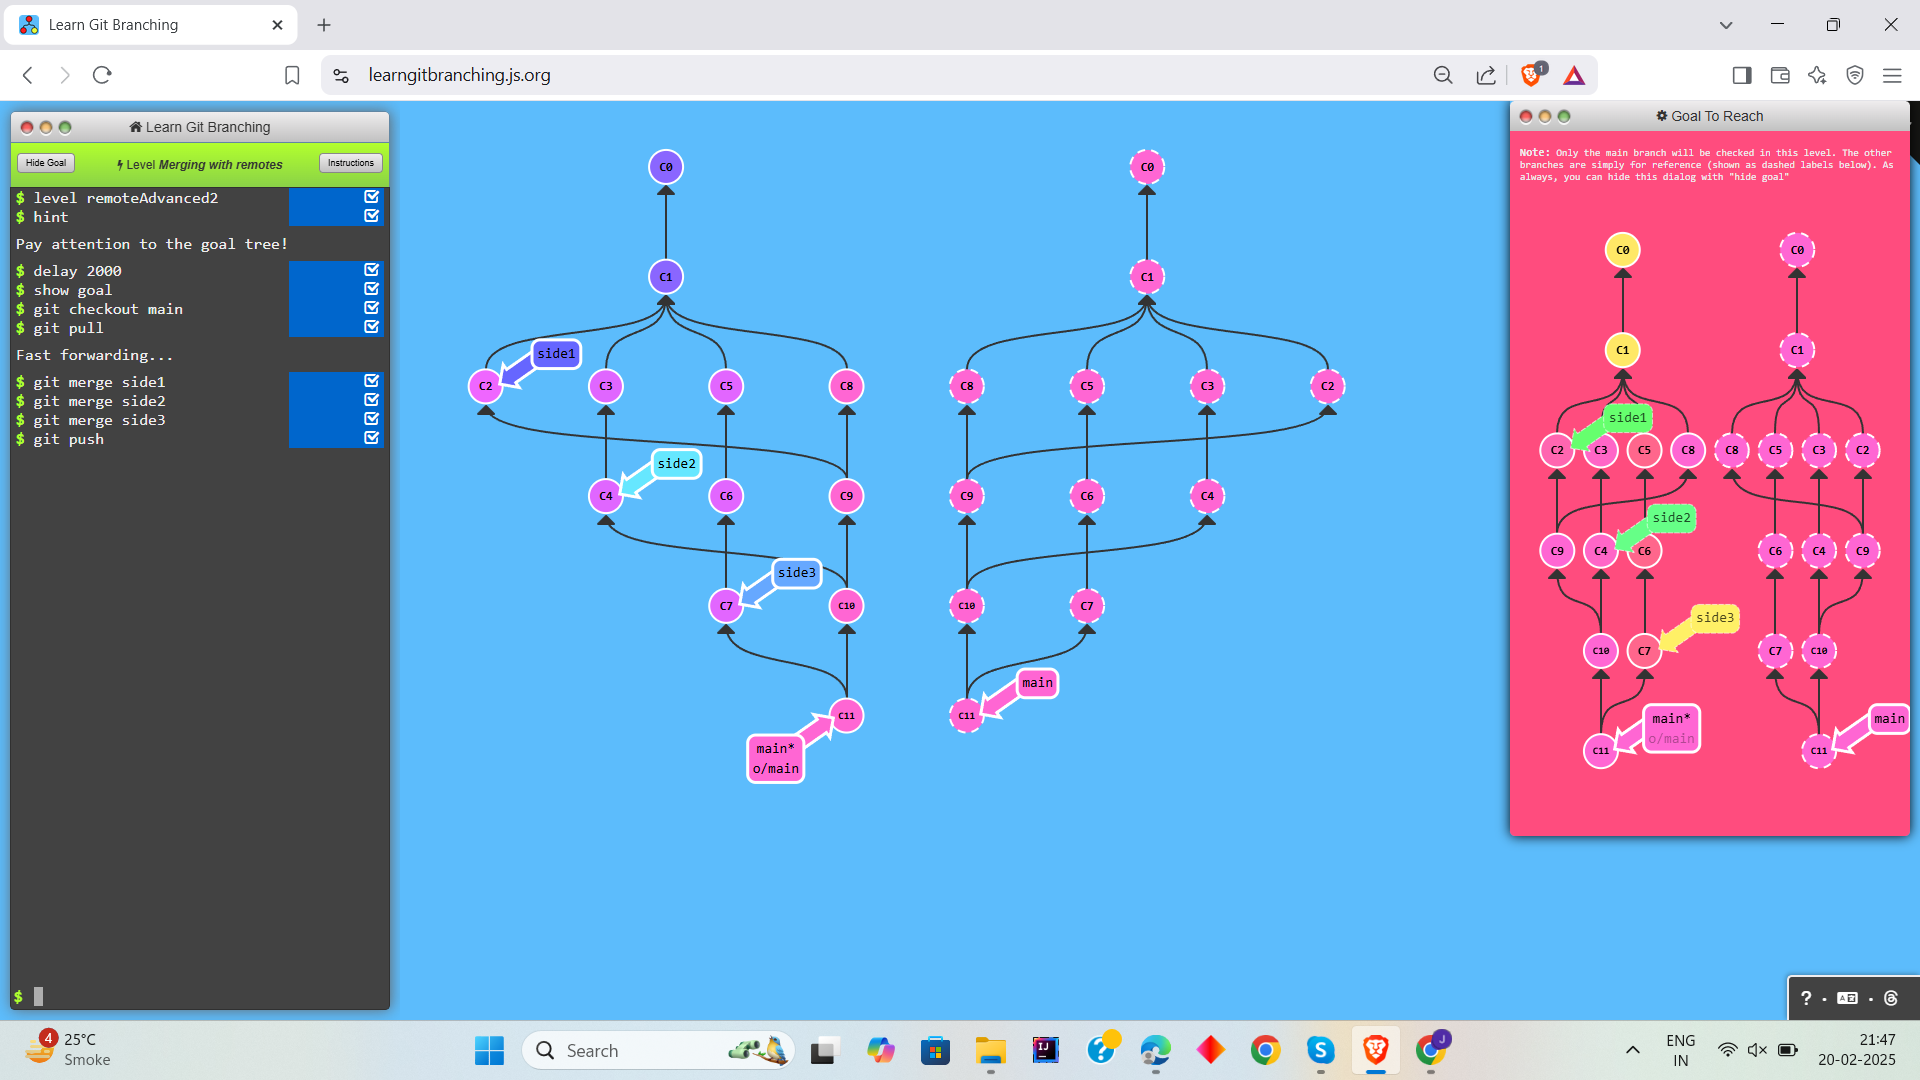 Learn Git Branching
learngitbranching.js.org
1
Learn Git Branching
Hide Goal
Level Merging with remotes
Instructions
$ level remoteAdvanced2
$ hint
Pay attention to the goal tree!
$ delay 2000
$ show goal
$ git checkout main
$ git pull
Fast forwarding...
$ git merge side1
$ git merge side2
$ git merge side3
$ git push
$
C0
C1
side1
C2
C3
C5
C8
side2
C4
C6
C9
side3
C7
C10
C11
main*
o/main
C0
C1
C8
C5
C3
C2
C9
C6
C4
C10
C7
main
C11
Goal To Reach
Note: Only the main branch will be checked in this level. The other
branches are simply for reference (shown as dashed labels below). As
always, you can hide this dialog with "hide goal"
C0
C0
C1
C1
side1
C2
C3
C5
C8
C8
C5
C3
C2
side2
C9
C4
C6
C6
C4
C9
side3
C10
C7
C7
C10
main*
o/main
main
C11
C11
?
4
25°C
Smoke
Search
ENG
IN
21:47
20-02-2025